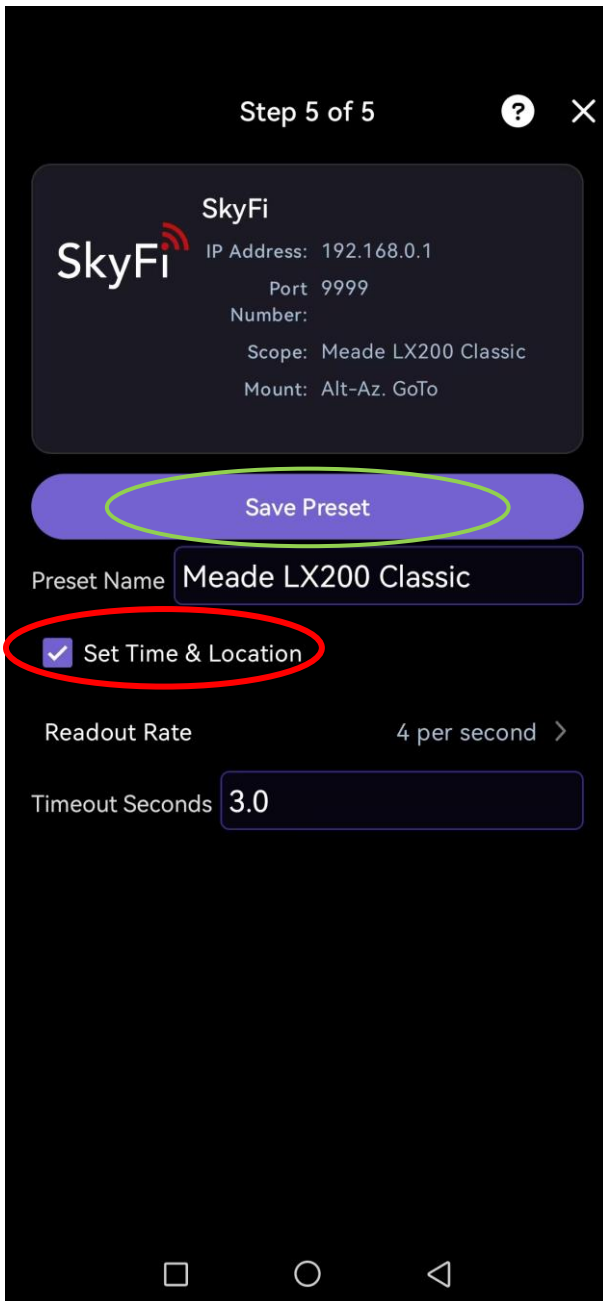 Step 5 of 5 ?
SkyFi
SkyFi
IP Address: 192.168.0.1
Port Number: 9999
Scope: Meade LX200 Classic
Mount: Alt-Az. GoTo
Save Preset
Preset Name Meade LX200 Classic
Set Time & Location
Readout Rate 4 per second
Timeout Seconds 3.0